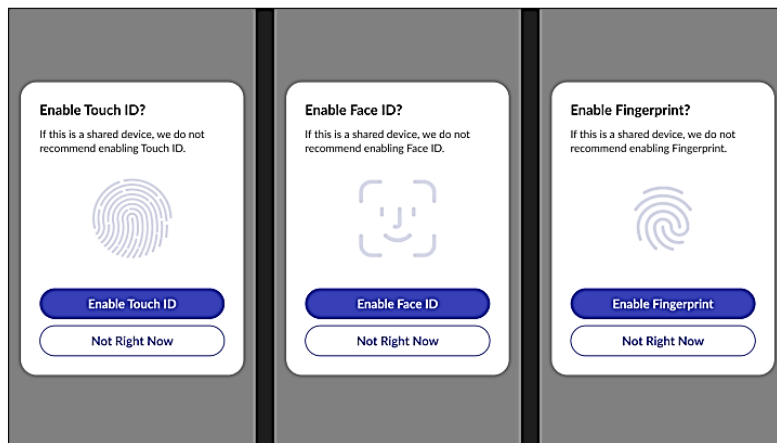 Enable Touch ID?
If this is a shared device, we do not
recommend enabling Touch ID.
Enable Touch ID
Not Right Now
Enable Face ID?
If this is a shared device, we do not
recommend enabling Face ID.
Enable Face ID
Not Right Now
Enable Fingerprint?
If this is a shared device, we do not
recommend enabling Fingerprint.
Enable Fingerprint
Not Right Now